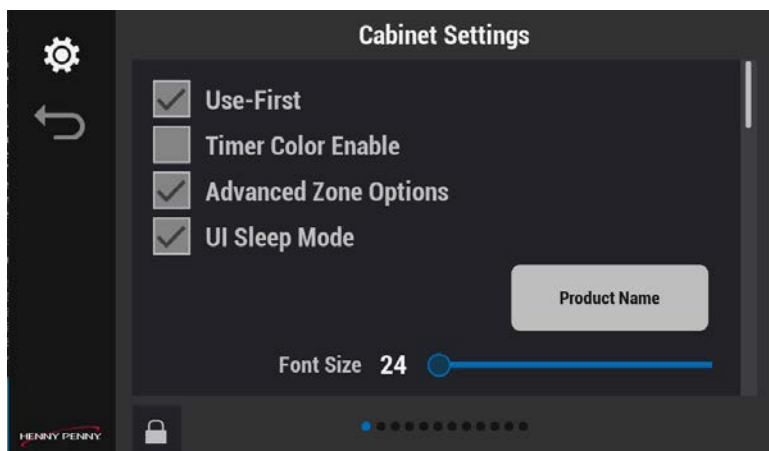 Cabinet Settings
Use-First
Timer Color Enable
Advanced Zone Options
UI Sleep Mode
Product Name
Font Size 24
HENNY PENNY